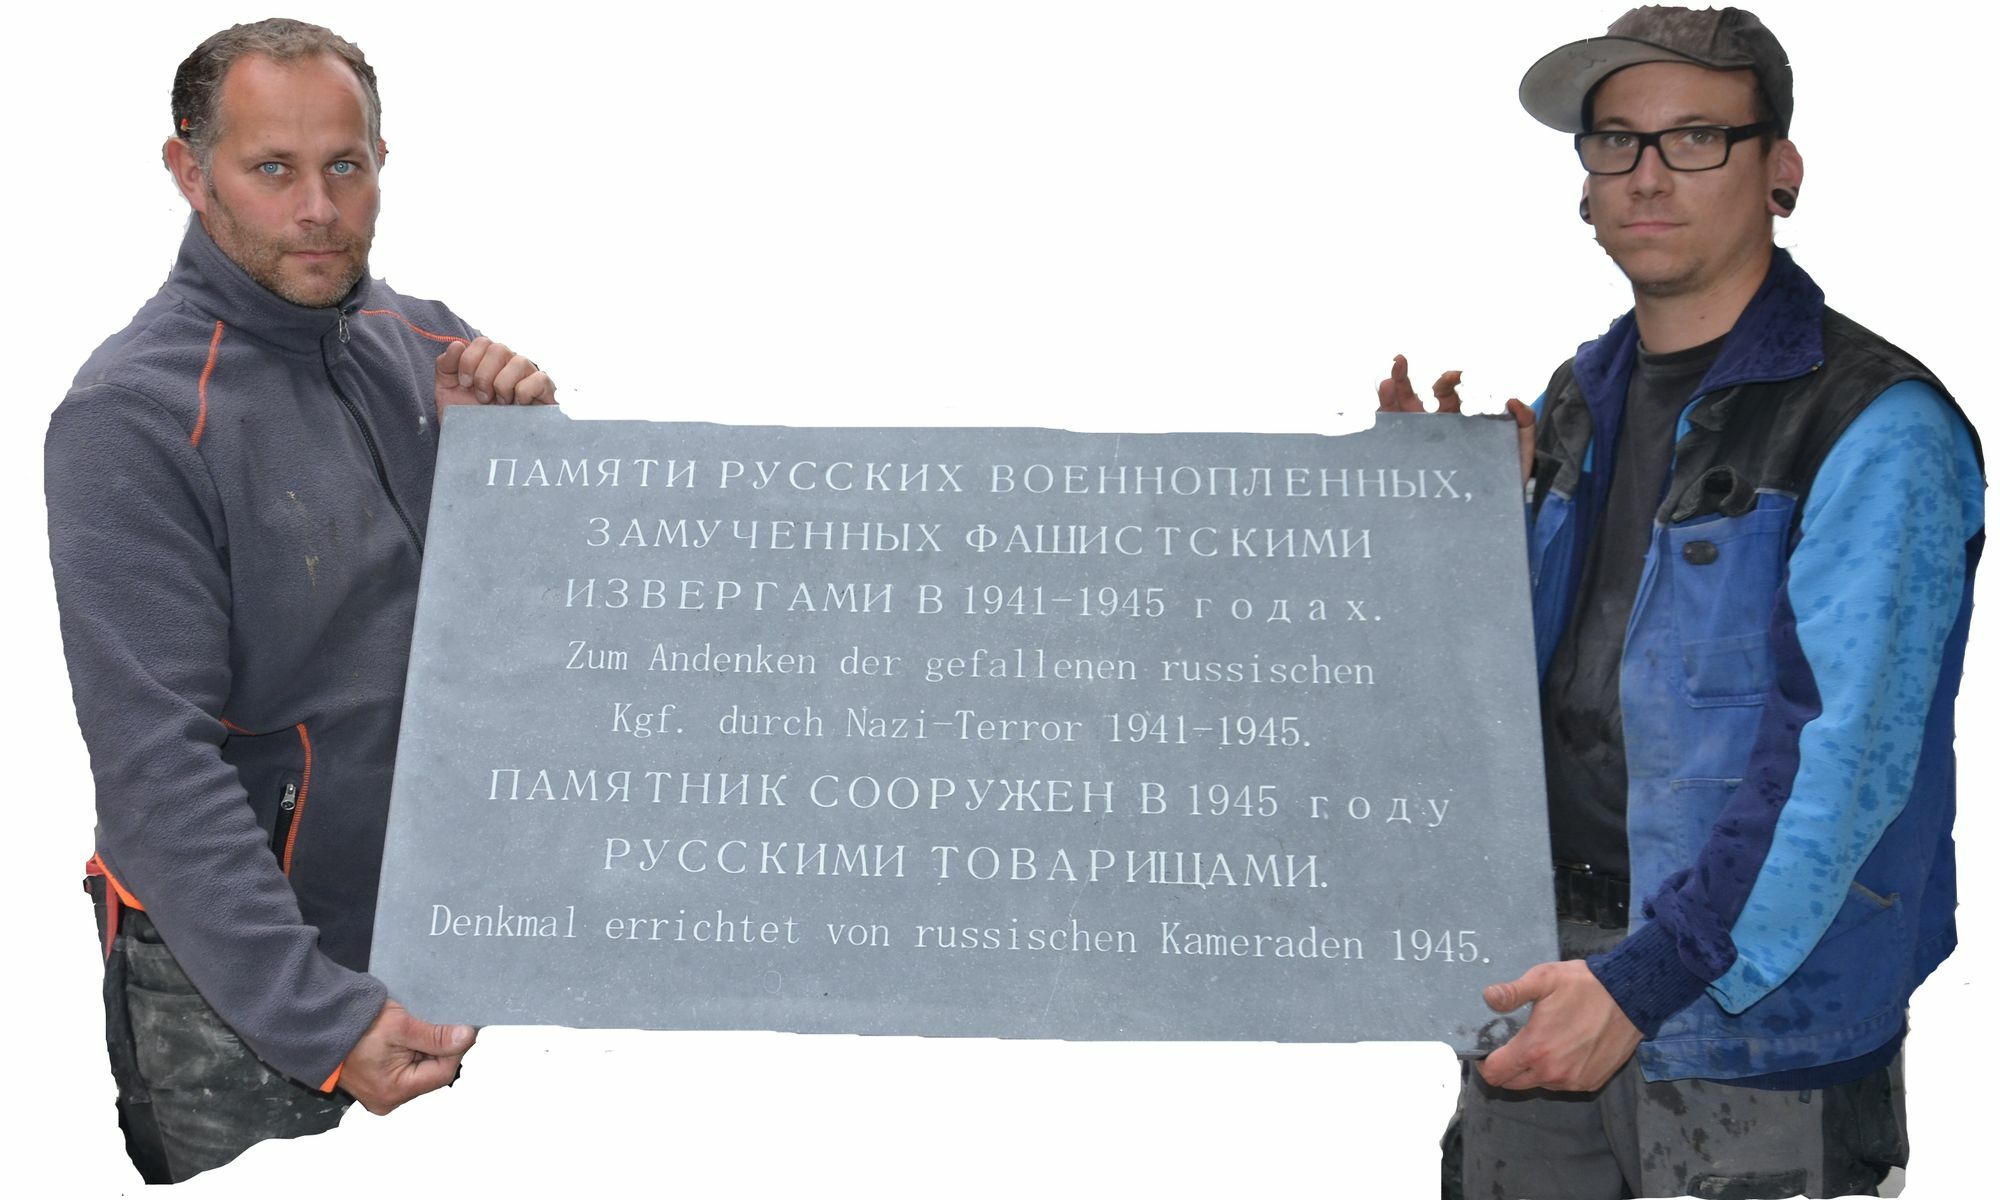 ПАМЯТИ РУССКИХ ВОЕННОПЛЕННЫХ,
ЗАМУЧЕННЫХ ФАШИСТСКИМИ
ИЗВЕРГАМИ В 1941-1945 годах.
Zum Andenken der gefallenen russischen
Kgf. durch Nazi-Terror 1941-1945.
ПАМЯТНИК СООРУЖЕН В 1945 году
РУССКИМИ ТОВАРИЩАМИ.
Denkmal errichtet von russischen Kameraden 1945.